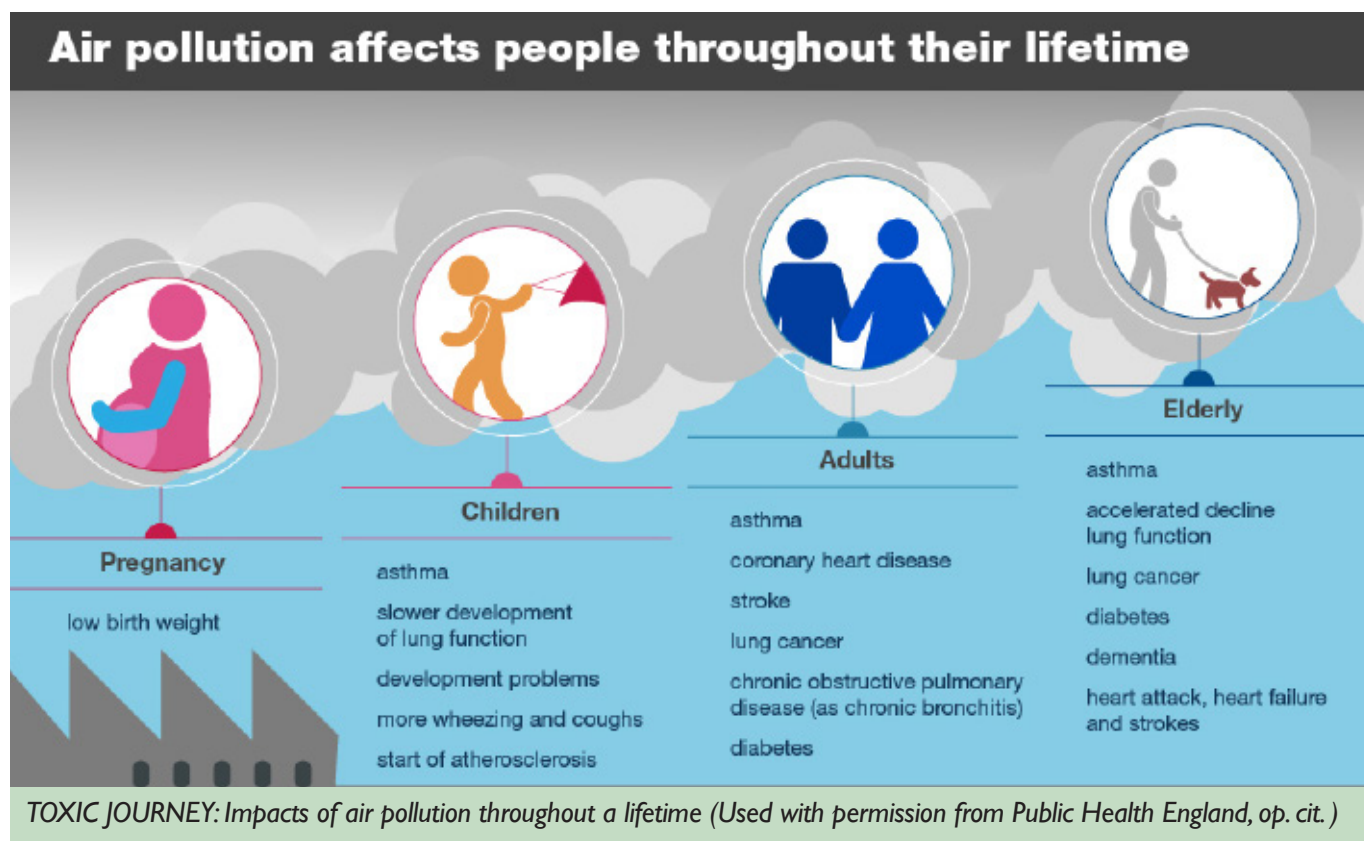 Air pollution affects people throughout their lifetime
Pregnancy
low birth weight
Children
asthma
slower development
of lung function
development problems
more wheezing and coughs
start of atherosclerosis
Adults
asthma
coronary heart disease
stroke
lung cancer
chronic obstructive pulmonary
disease (as chronic bronchitis)
diabetes
Elderly
asthma
accelerated decline
lung function
lung cancer
diabetes
dementia
heart attack, heart failure
and strokes
TOXIC JOURNEY: Impacts of air pollution throughout a lifetime (Used with permission from Public Health England, op. cit. )